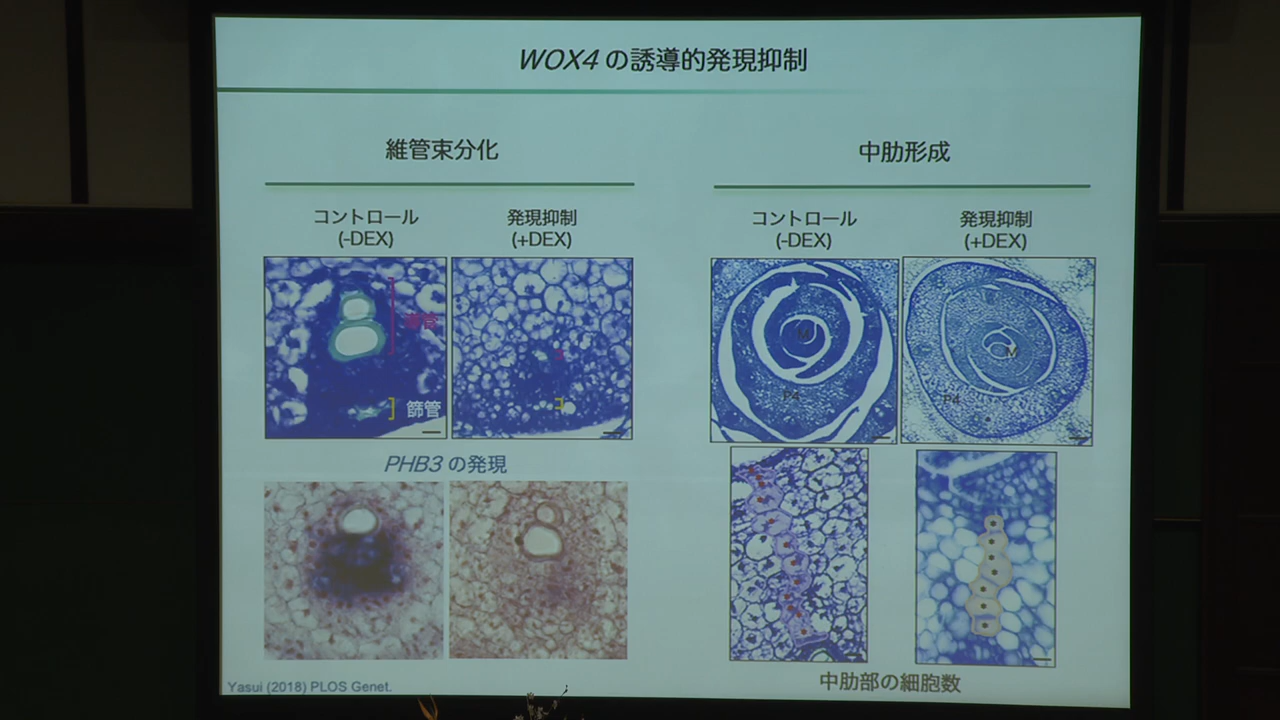 WOX4 の誘導的発現抑制
維管束分化
中肋形成
コントロール
(-DEX)
発現抑制
(+DEX)
コントロール
(-DEX)
発現抑制
(+DEX)
篩管
M
P4
M
P4
PHB3 の発現
中肋部の細胞数
Yasui (2018) PLOS Genet.